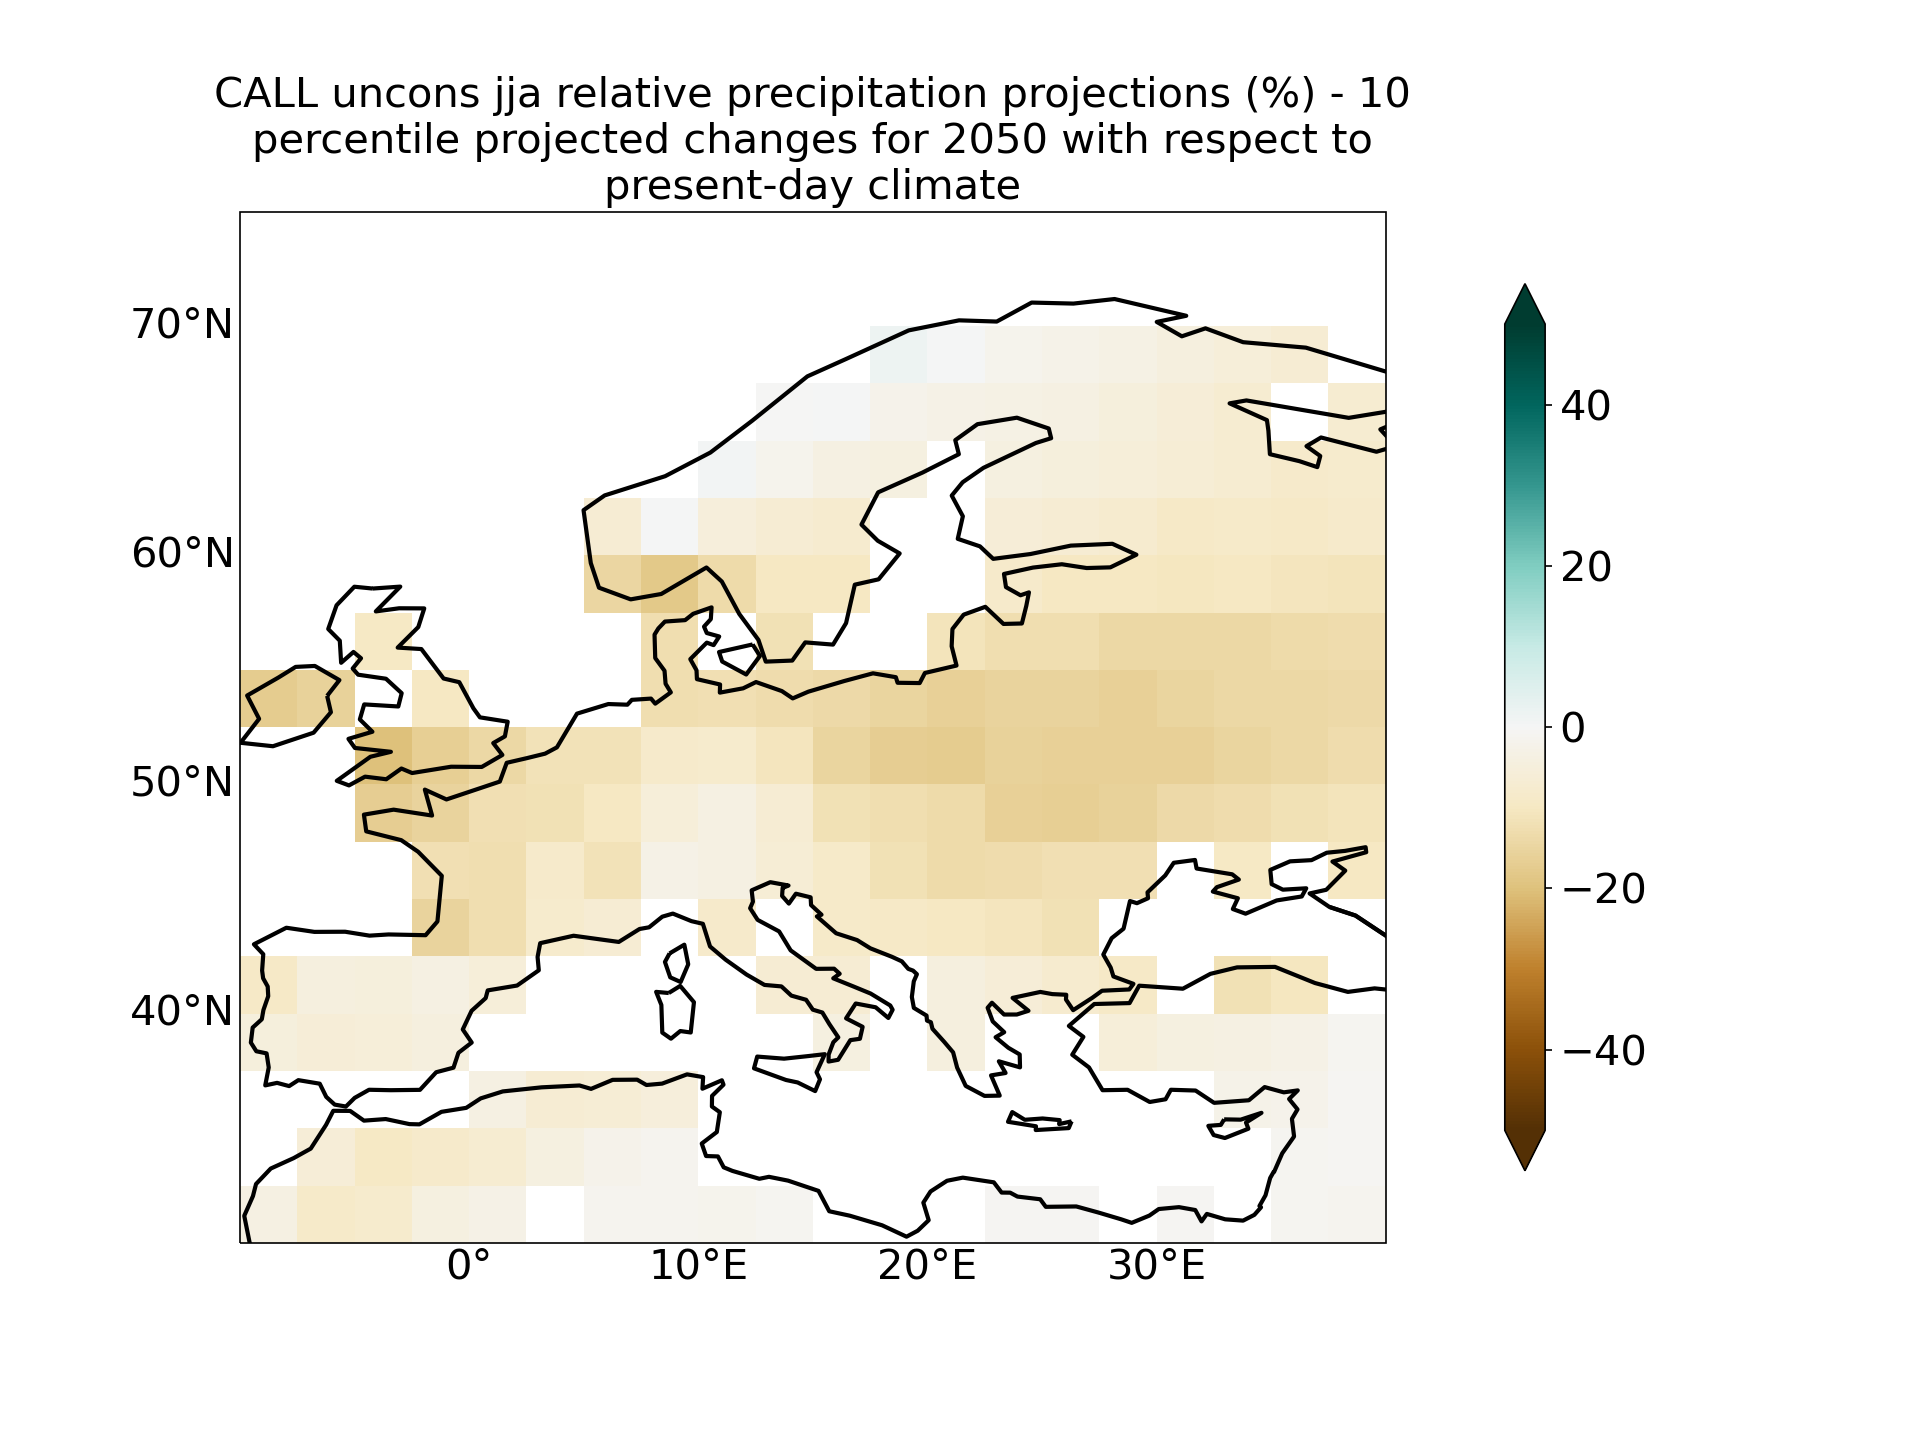 CALL uncons jja relative precipitation projections (%) - 10
percentile projected changes for 2050 with respect to
present-day climate
70°N
60°N
50°N
40°N
0°
10°E
20°E
30°E
40
20
0
−20
−40